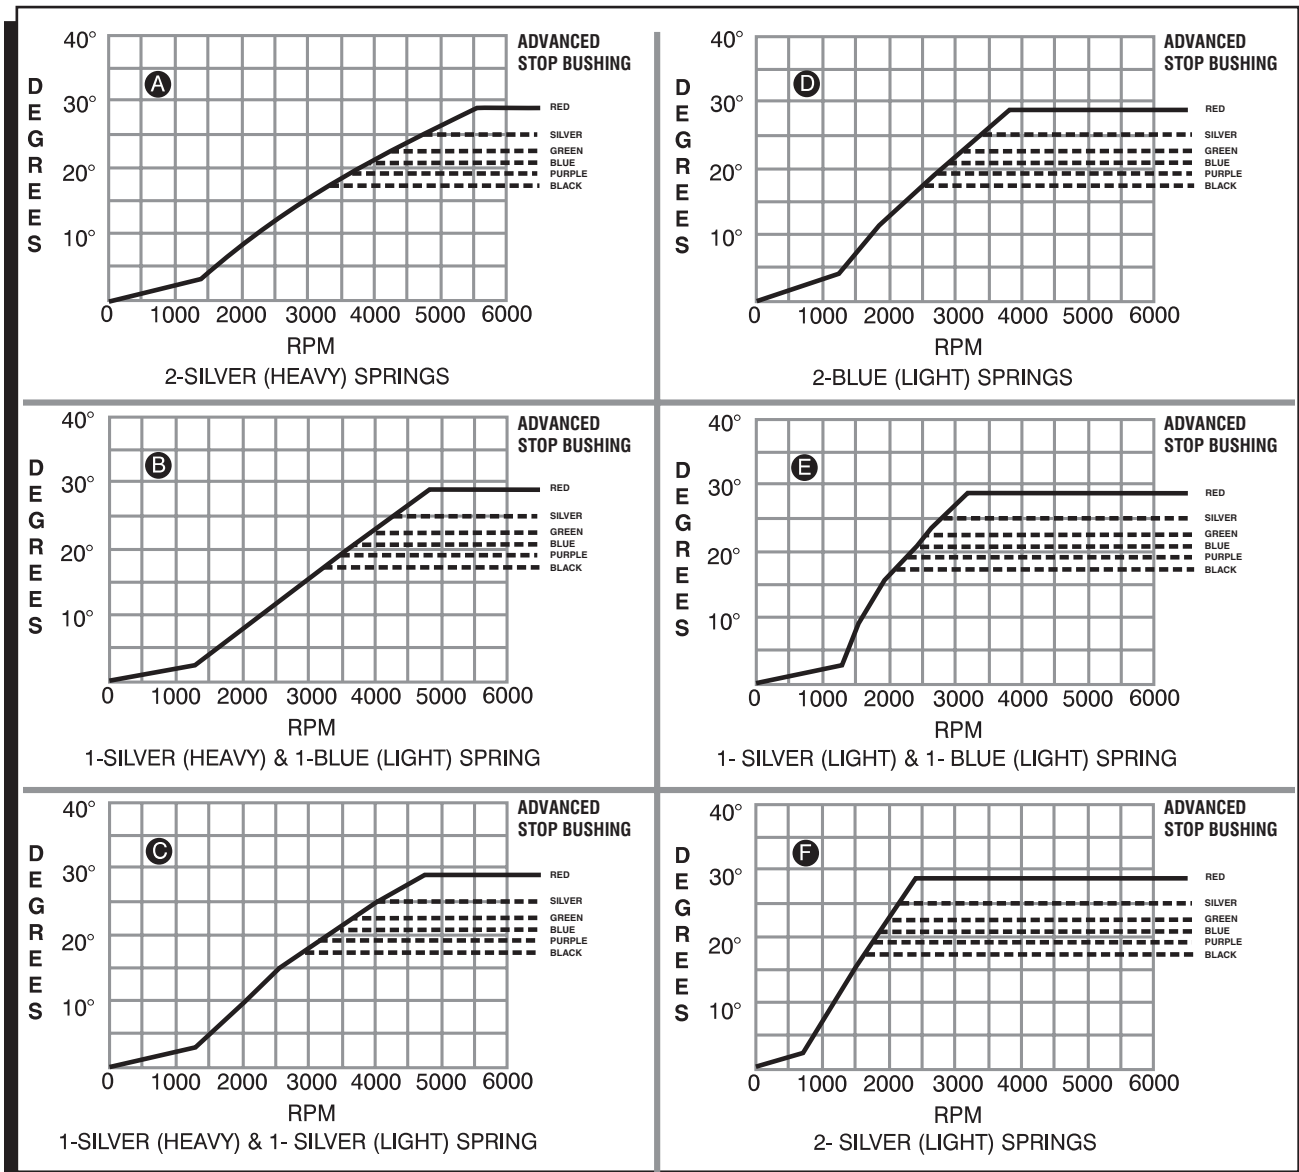 40°
30°
20°
10°
DEGREES
A
ADVANCED
STOP BUSHING
RED
SILVER
GREEN
BLUE
PURPLE
BLACK
0 1000 2000 3000 4000 5000 6000
RPM
2-SILVER (HEAVY) SPRINGS
40°
30°
20°
10°
DEGREES
D
ADVANCED
STOP BUSHING
RED
SILVER
GREEN
BLUE
PURPLE
BLACK
0 1000 2000 3000 4000 5000 6000
RPM
2-BLUE (LIGHT) SPRINGS
40°
30°
20°
10°
DEGREES
B
ADVANCED
STOP BUSHING
RED
SILVER
GREEN
BLUE
PURPLE
BLACK
0 1000 2000 3000 4000 5000 6000
RPM
1-SILVER (HEAVY) & 1-BLUE (LIGHT) SPRING
40°
30°
20°
10°
DEGREES
E
ADVANCED
STOP BUSHING
RED
SILVER
GREEN
BLUE
PURPLE
BLACK
0 1000 2000 3000 4000 5000 6000
RPM
1- SILVER (LIGHT) & 1- BLUE (LIGHT) SPRING
40°
30°
20°
10°
DEGREES
C
ADVANCED
STOP BUSHING
RED
SILVER
GREEN
BLUE
PURPLE
BLACK
0 1000 2000 3000 4000 5000 6000
RPM
1-SILVER (HEAVY) & 1- SILVER (LIGHT) SPRING
40°
30°
20°
10°
DEGREES
F
ADVANCED
STOP BUSHING
RED
SILVER
GREEN
BLUE
PURPLE
BLACK
0 1000 2000 3000 4000 5000 6000
RPM
2- SILVER (LIGHT) SPRINGS